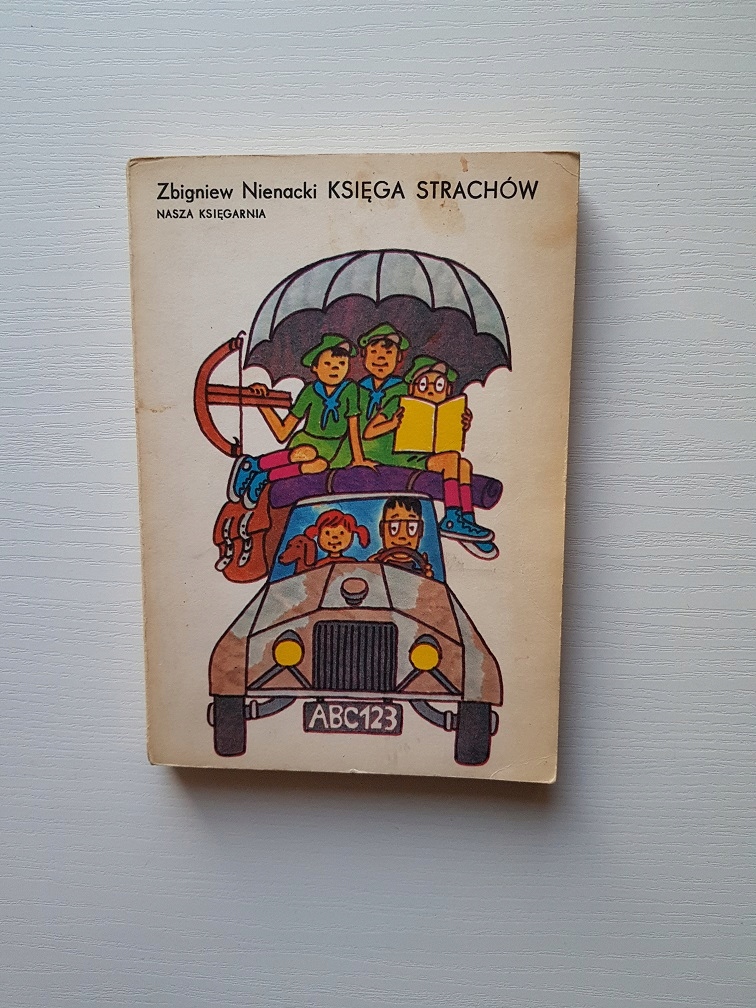 Zbigniew Nienacki KSIĘGA STRACHÓW
NASZA KSIĘGARNIA
ABC123